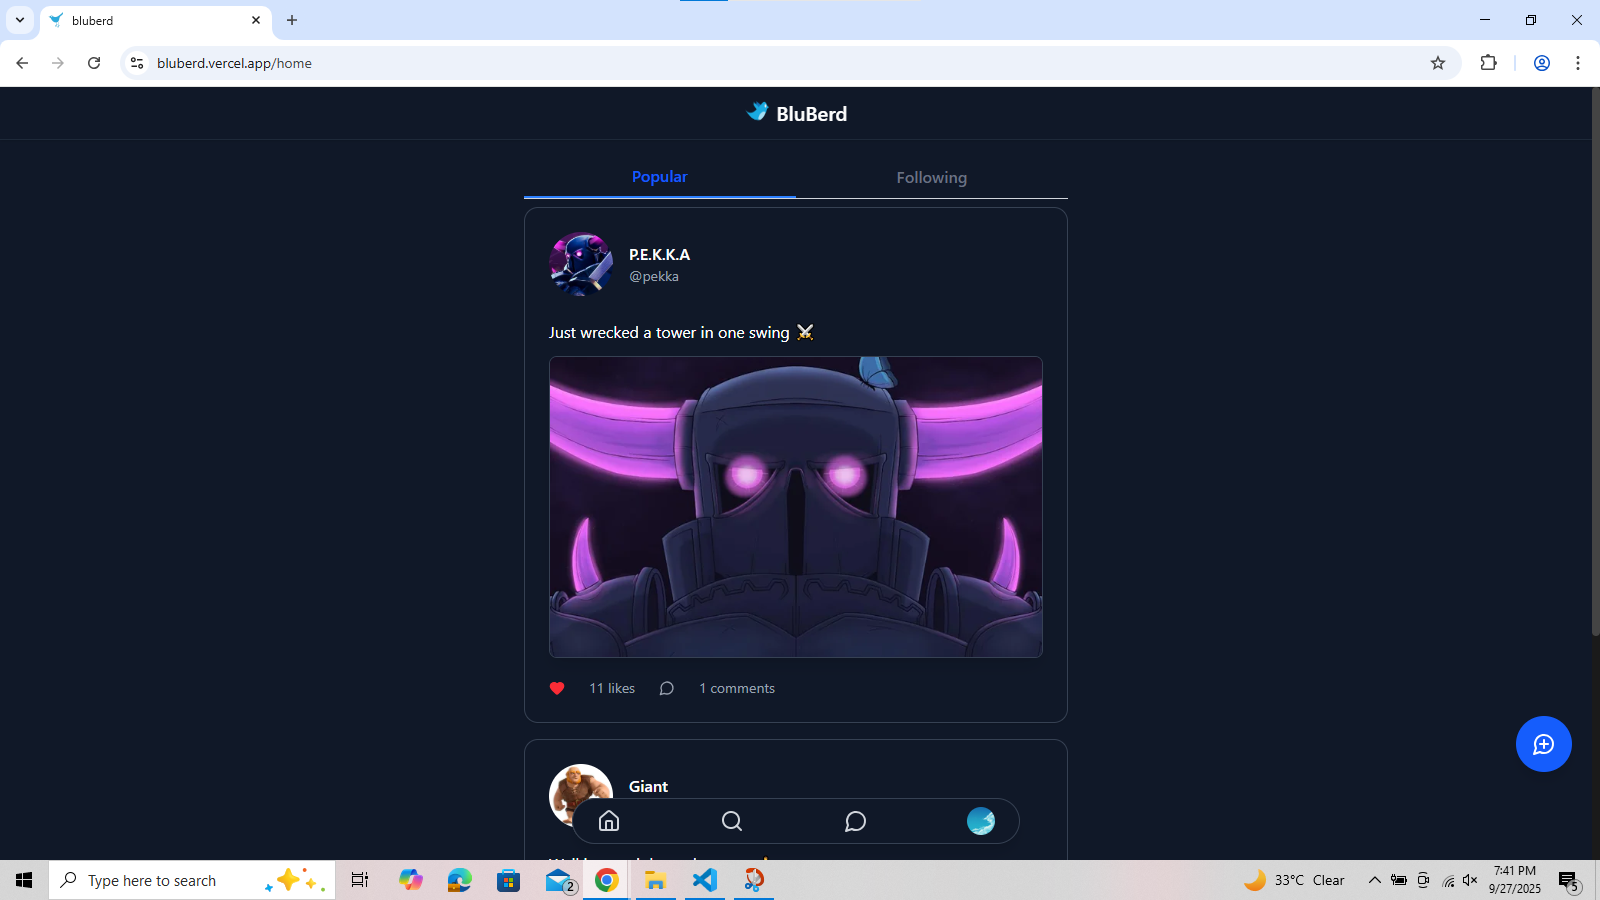 bluberd
bluberd.vercel.app/home
BluBerd
Popular
Following
P.E.K.K.A
@pekka
Just wrecked a tower in one swing ⚔️
11 likes
1 comments
Giant
Type here to search
2
33°C Clear
7:41 PM
9/27/2025
5